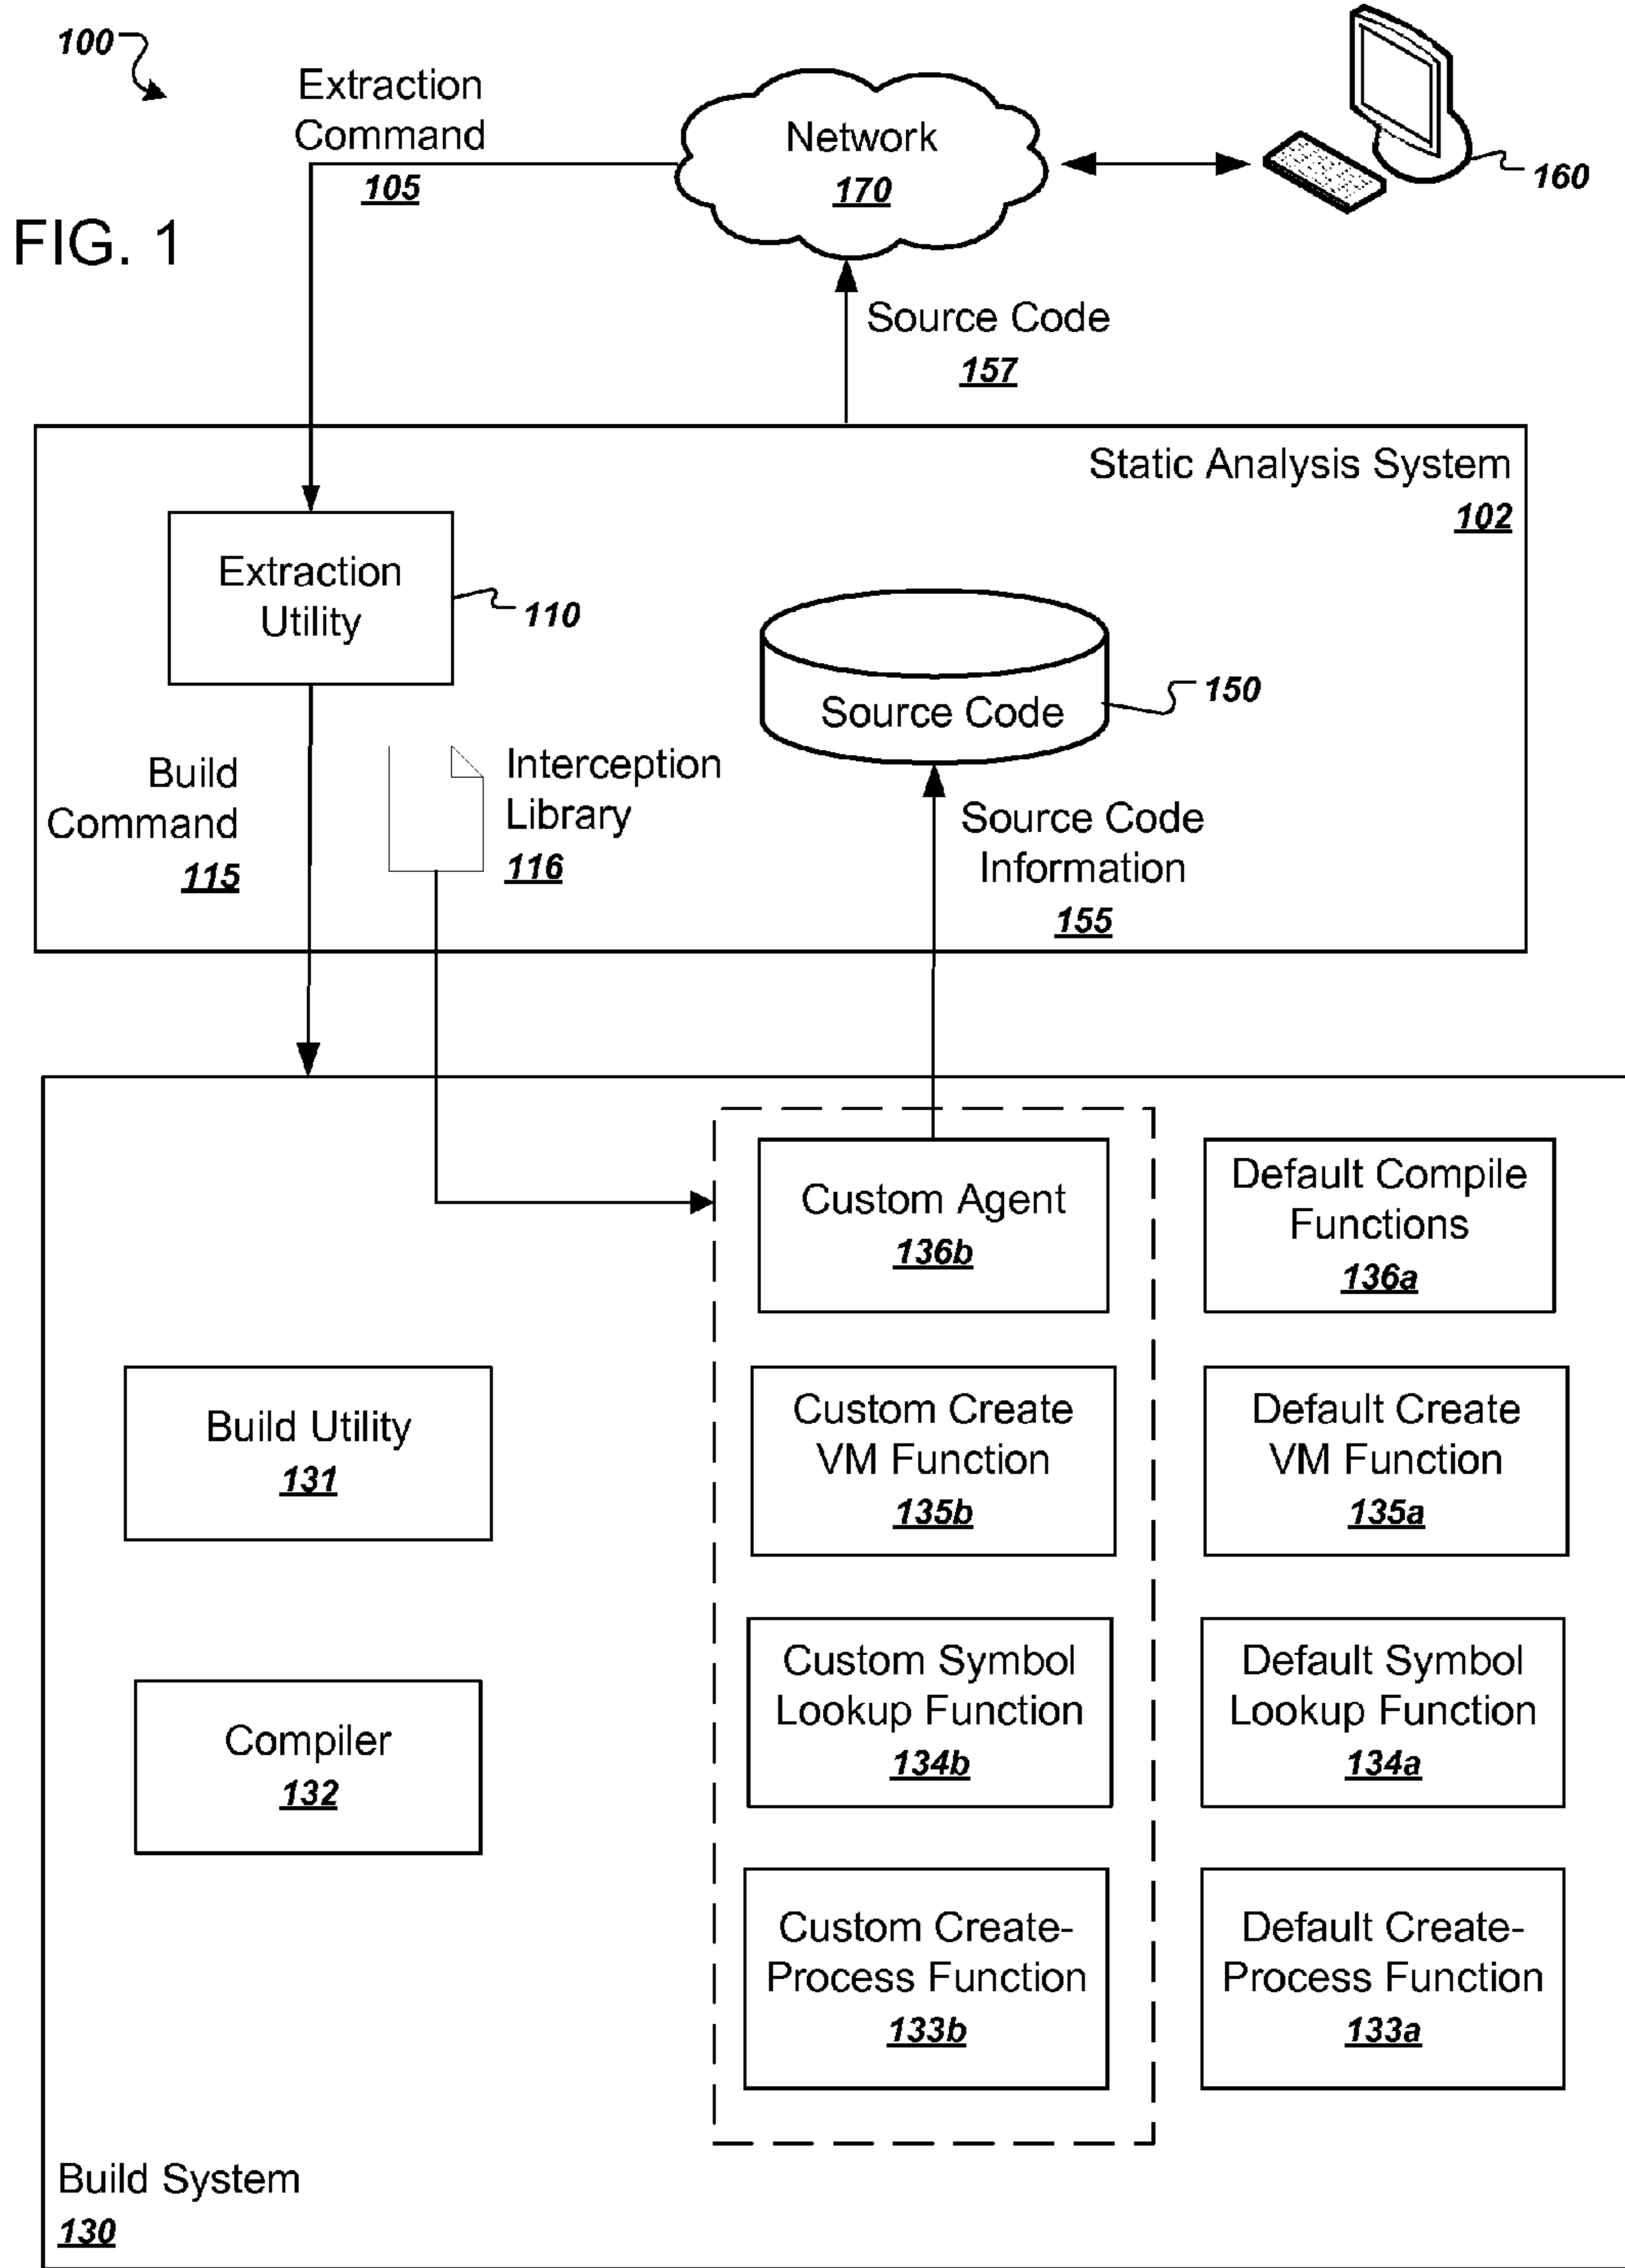 100
Extraction
Command
105
Network
170
160
FIG. 1
Source Code
157
Static Analysis System
102
Extraction
Utility
110
Source Code
150
Build
Command
115
Interception
Library
116
Source Code
Information
155
Custom Agent
136b
Default Compile
Functions
136a
Build Utility
131
Custom Create
VM Function
135b
Default Create
VM Function
135a
Compiler
132
Custom Symbol
Lookup Function
134b
Default Symbol
Lookup Function
134a
Custom Create-
Process Function
133b
Default Create-
Process Function
133a
Build System
130